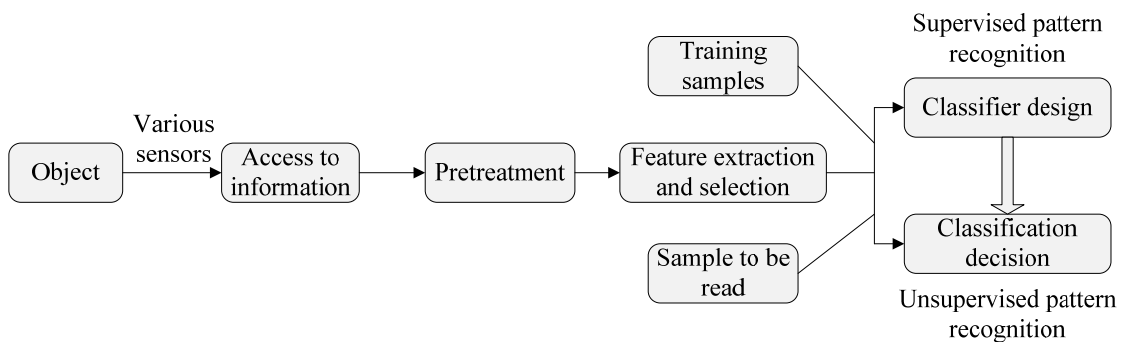 Object
Various
sensors
Access to
information
Pretreatment
Training
samples
Feature extraction
and selection
Sample to be
read
Supervised pattern
recognition
Classifier design
Classification
decision
Unsupervised pattern
recognition